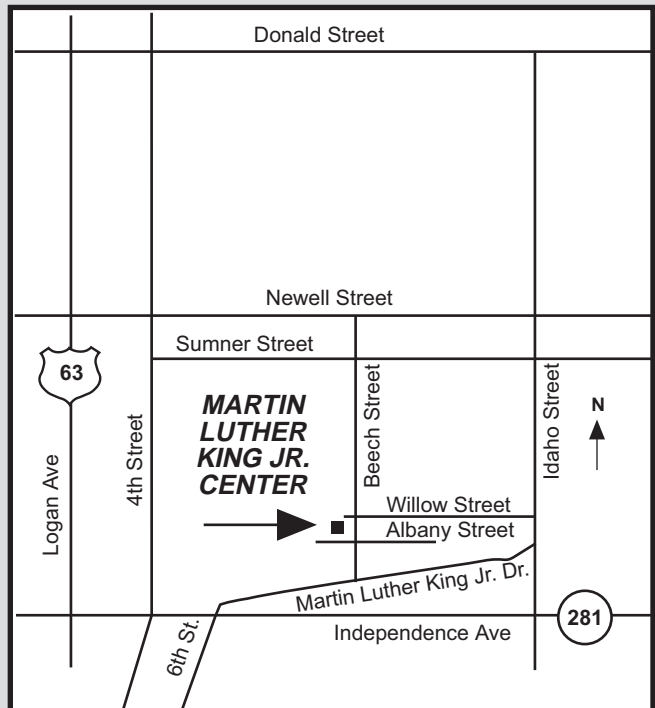 Donald Street
Newell Street
Sumner Street
63
MARTIN
LUTHER
KING JR.
CENTER
Logan Ave
4th Street
Beech Street
Idaho Street
N
Willow Street
Albany Street
Martin Luther King Jr. Dr.
281
Independence Ave
6th St.